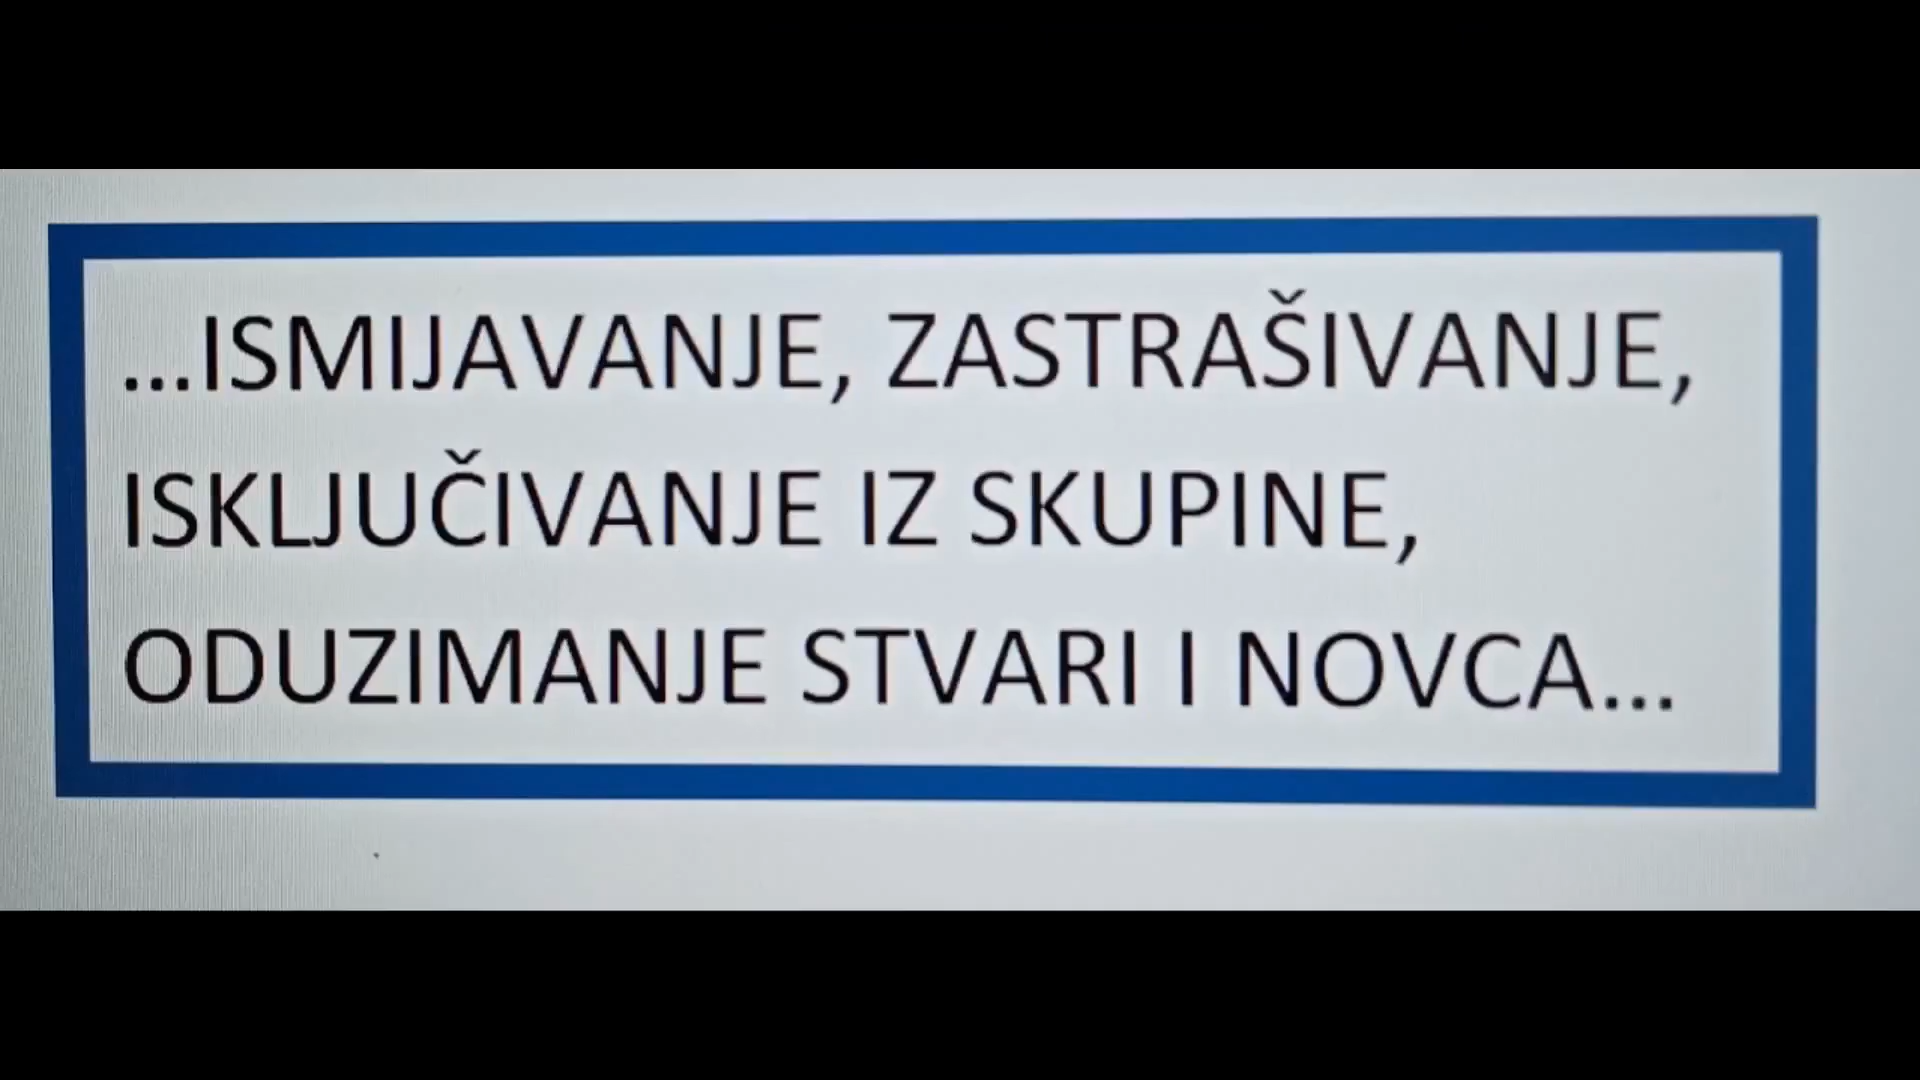 ...ISMIJAVANJE, ZASTRAŠIVANJE,
ISKLJUČIVANJE IZ SKUPINE,
ODUZIMANJE STVARI I NOVCA...